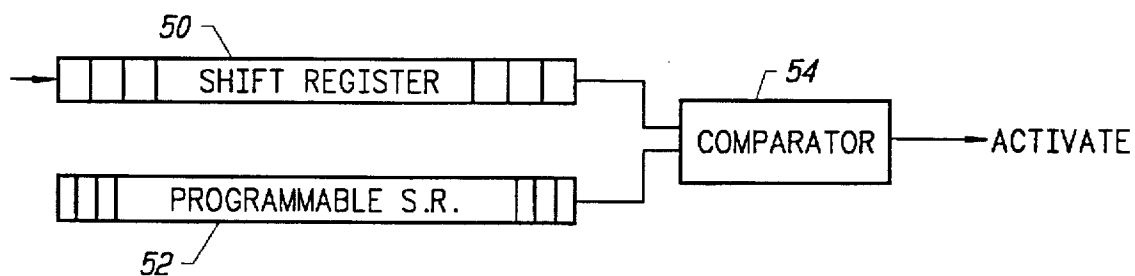 50
SHIFT REGISTER
54
COMPARATOR
ACTIVATE
PROGRAMMABLE S.R.
52